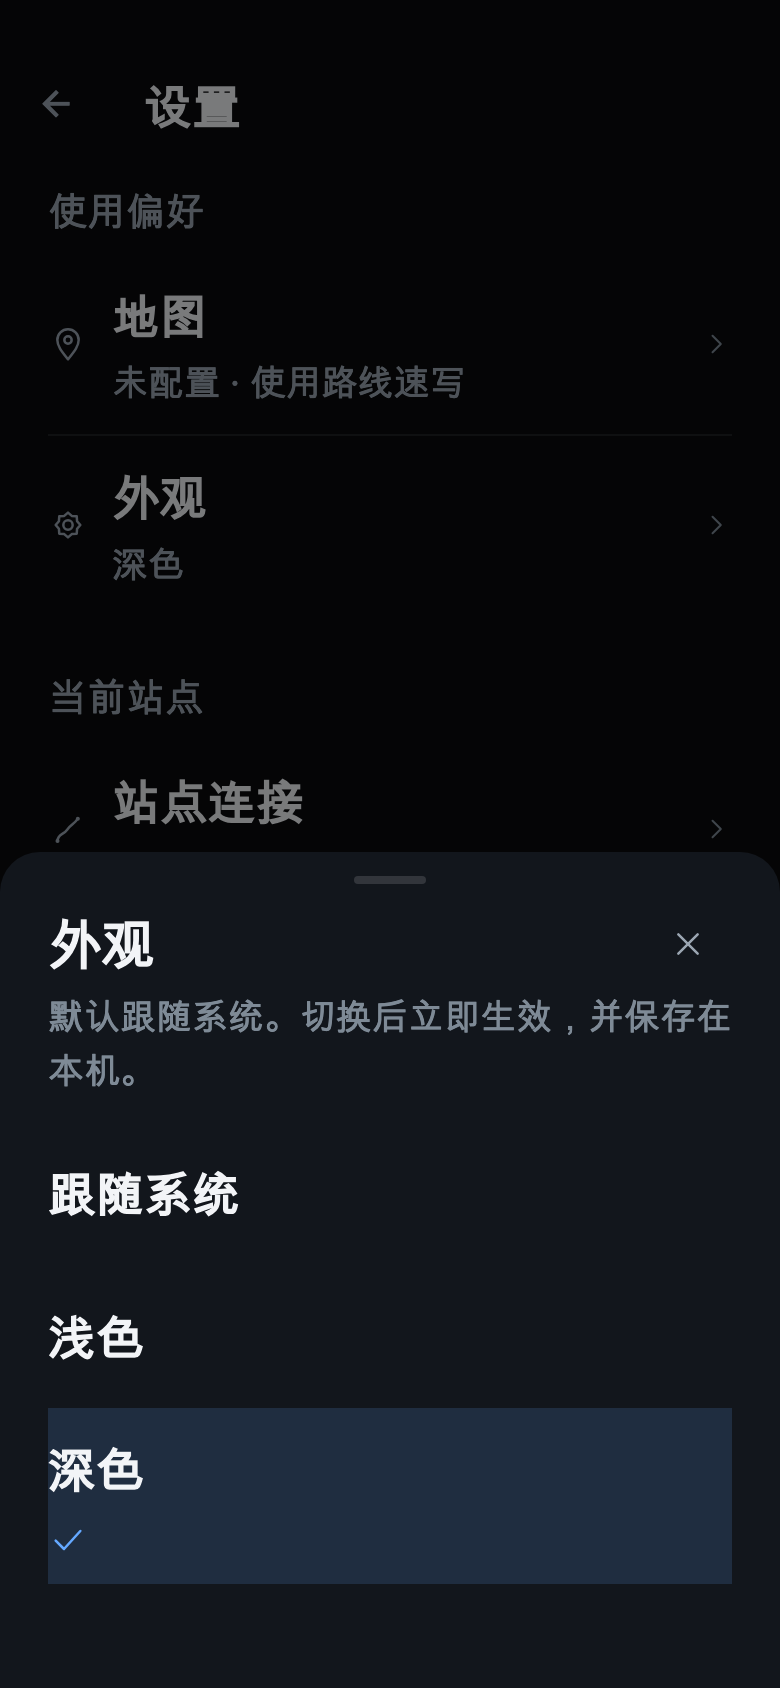 设置
使用偏好
地图
未配置 · 使用路线速写
外观
深色
当前站点
站点连接
外观
默认跟随系统。切换后立即生效，并保存在
本机。
跟随系统
浅色
深色